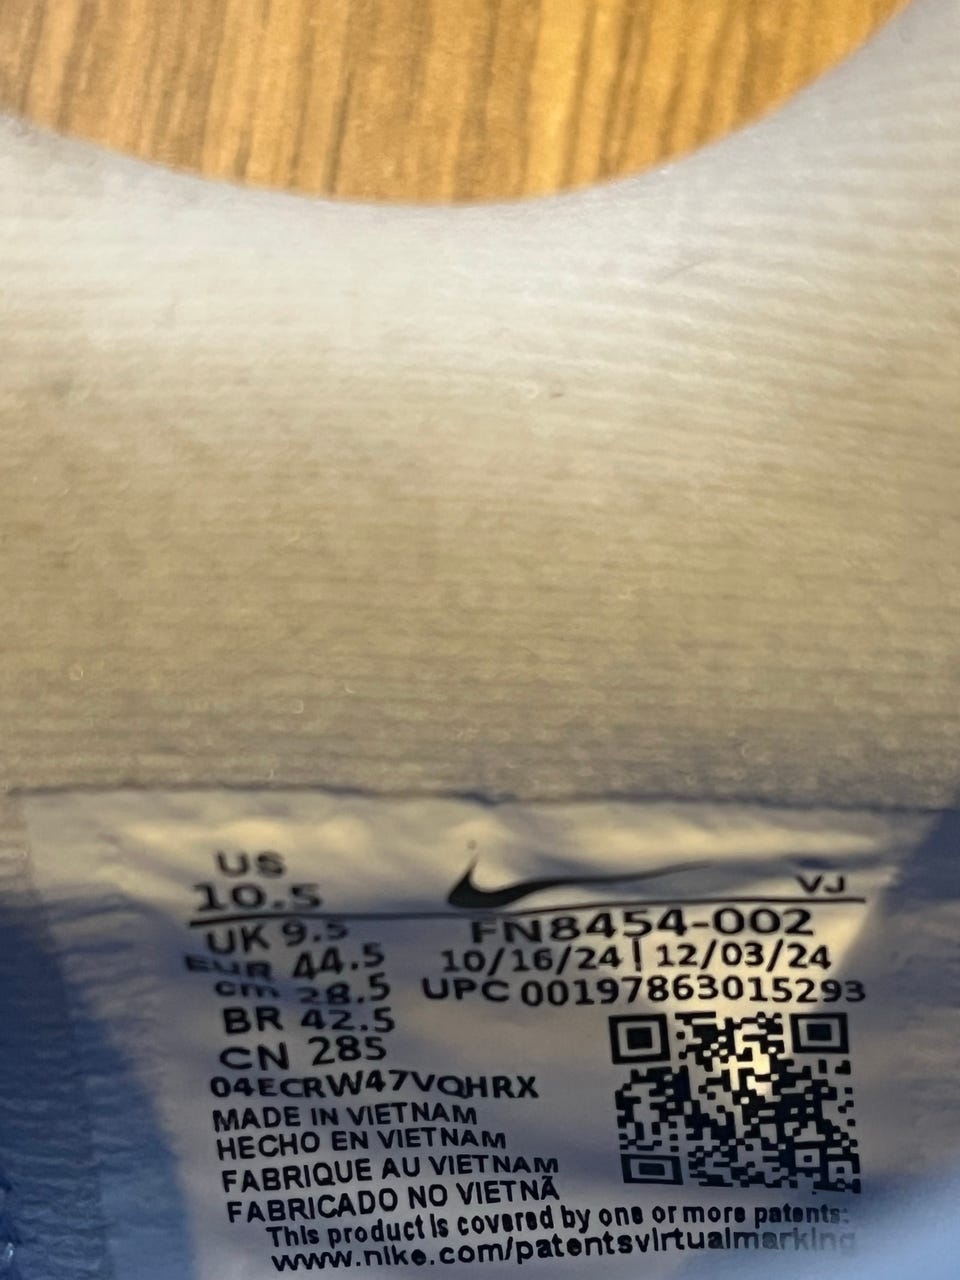 US
10.5
VJ
UK 9.5
FN8454-002
EUR 44.5
10/16/24 | 12/03/24
cm 28.5
UPC 00197863015293
BR 42.5
CN 285
04ECRW47VQHRX
MADE IN VIETNAM
HECHO EN VIETNAM
FABRIQUE AU VIETNAM
FABRICADO NO VIETNÃ
This product is covered by one or more patents:
www.nike.com/patentsvirtualmarking